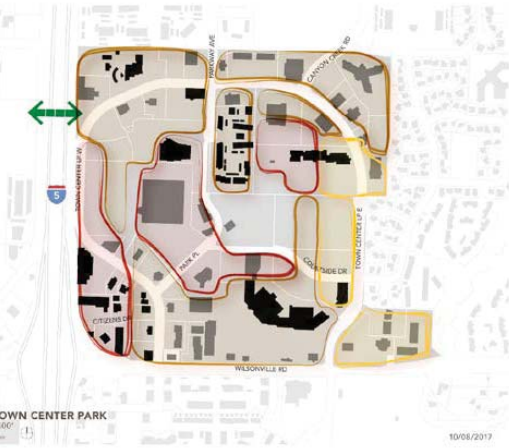 PARKWAY AVE
CANYON CREEK RD
TOWN CENTER LP W
5
TOWN CENTER LP E
PARK PL
COURTSIDE DR
CITIZENS DR
WILSONVILLE RD
OWN CENTER PARK
10/08/2017